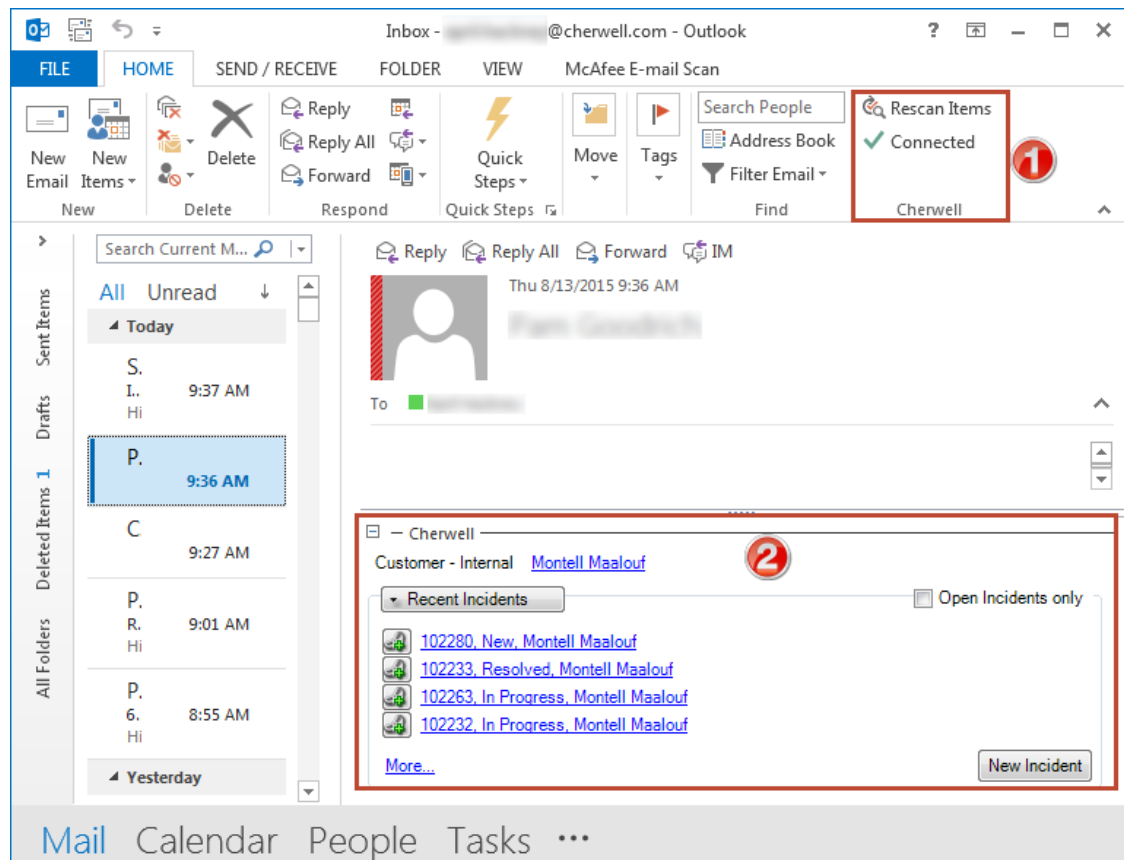 Inbox - @cherwell.com - Outlook
FILE HOME SEND / RECEIVE FOLDER VIEW McAfee E-mail Scan
New Email
New Items
New
Delete
Delete
Reply
Reply All
Forward
Respond
Quick Steps
Quick Steps
Move
Tags
Search People
Address Book
Filter Email
Find
Rescan Items
Connected
Cherwell
1
Search Current M...
All Unread
Today
S.
I.. 9:37 AM
Hi
P.
9:36 AM
C
9:27 AM
P.
R. 9:01 AM
Hi
P.
6. 8:55 AM
Hi
Yesterday
Sent Items
Drafts
Deleted Items 1
All Folders
Reply Reply All Forward IM
Thu 8/13/2015 9:36 AM
Pam Goodrich
To
Cherwell
2
Customer - Internal Montell Maalouf
Recent Incidents
Open Incidents only
102280, New, Montell Maalouf
102233, Resolved, Montell Maalouf
102263, In Progress, Montell Maalouf
102232, In Progress, Montell Maalouf
More...
New Incident
Mail Calendar People Tasks •••